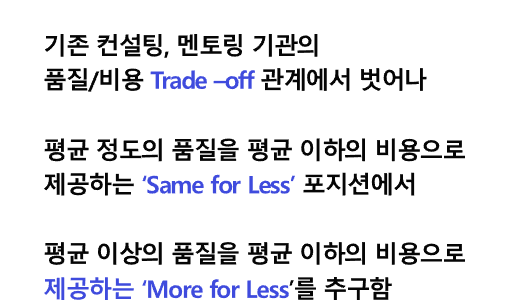 기존 컨설팅, 멘토링 기관의
품질/비용 Trade –off 관계에서 벗어나
평균 정도의 품질을 평균 이하의 비용으로
제공하는 ‘Same for Less’ 포지션에서
평균 이상의 품질을 평균 이하의 비용으로
제공하는 ‘More for Less’를 추구함